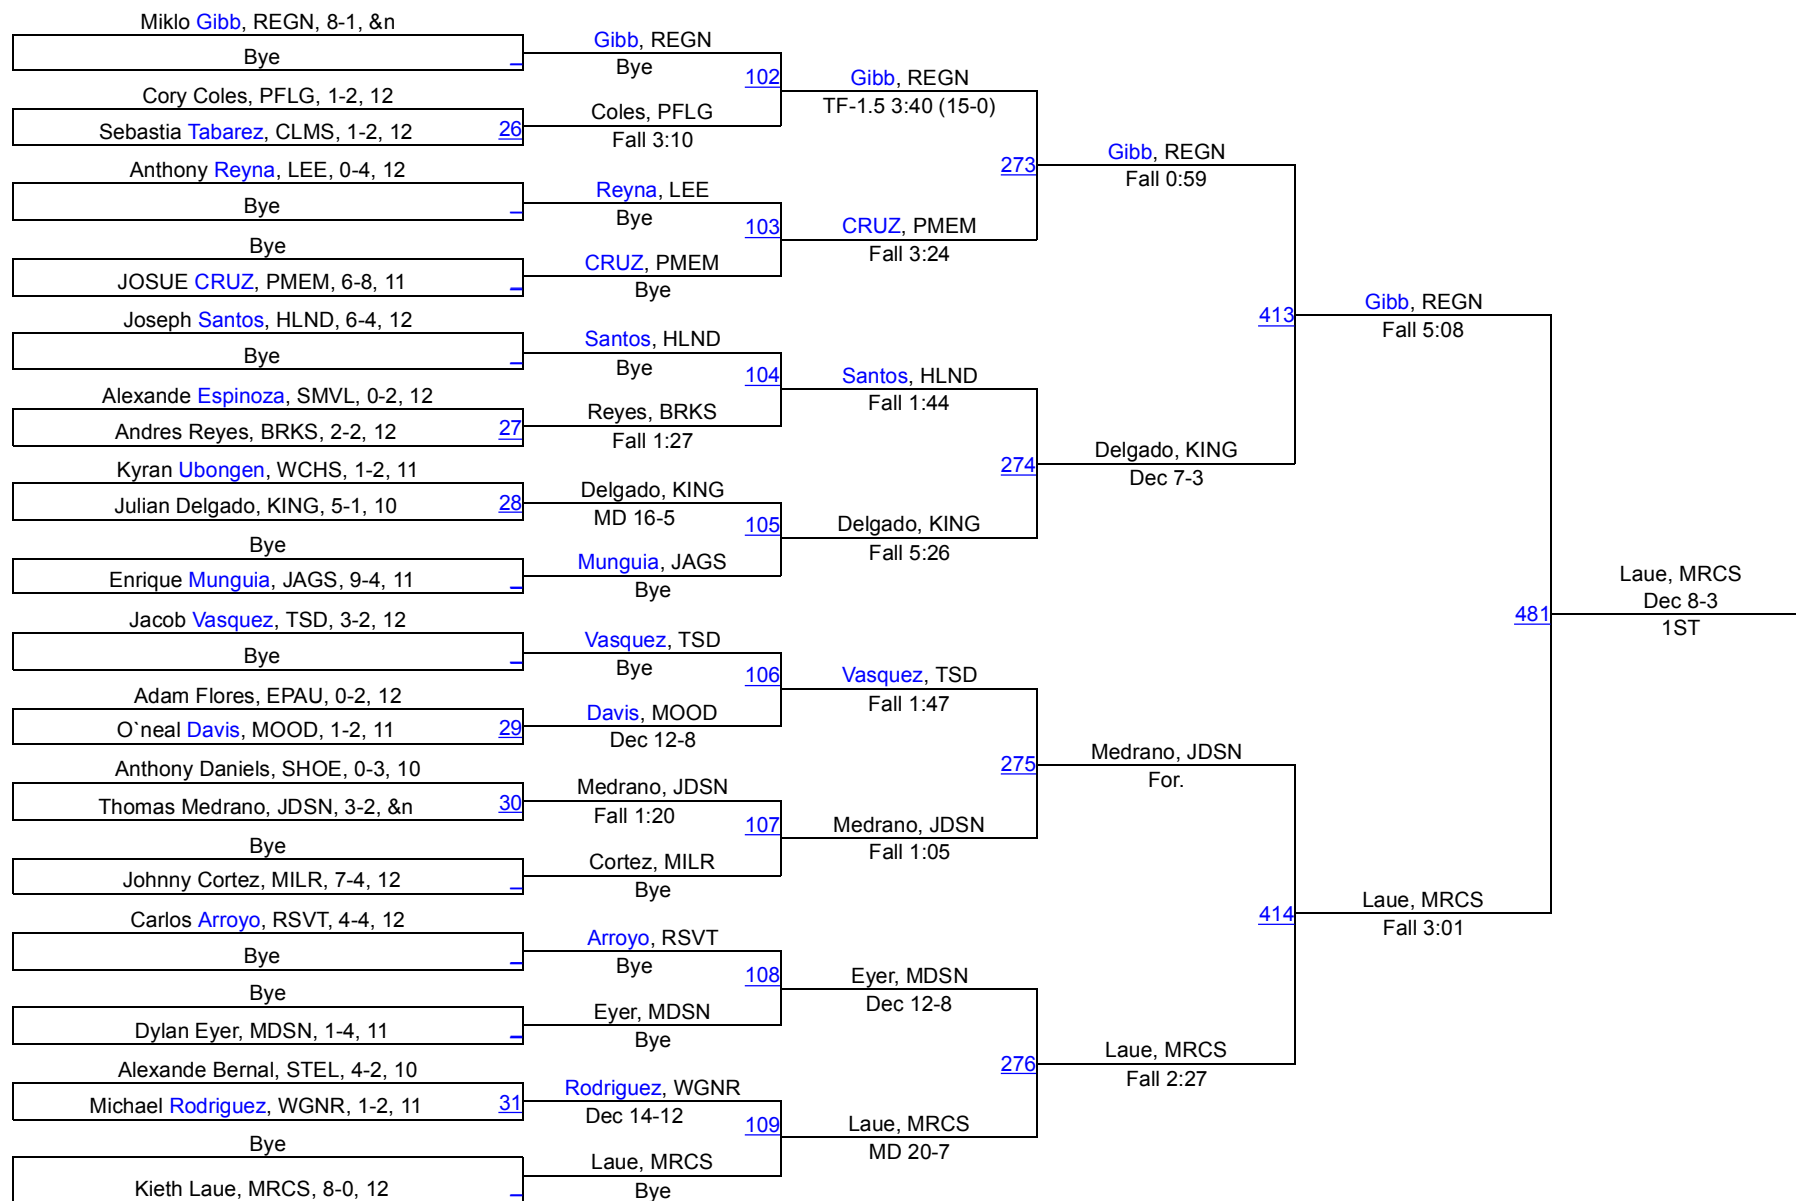 Miklo Gibb, REGN, 8-1, &n
Bye
Cory Coles, PFLG, 1-2, 12
Sebastia Tabarez, CLMS, 1-2, 12
26
Anthony Reyna, LEE, 0-4, 12
Bye
Bye
JOSUE CRUZ, PMEM, 6-8, 11
Joseph Santos, HLND, 6-4, 12
Bye
Alexande Espinoza, SMVL, 0-2, 12
Andres Reyes, BRKS, 2-2, 12
27
Kyran Ubongen, WCHS, 1-2, 11
Julian Delgado, KING, 5-1, 10
28
Bye
Enrique Munguia, JAGS, 9-4, 11
Jacob Vasquez, TSD, 3-2, 12
Bye
Adam Flores, EPAU, 0-2, 12
O`neal Davis, MOOD, 1-2, 11
29
Anthony Daniels, SHOE, 0-3, 10
Thomas Medrano, JDSN, 3-2, &n
30
Bye
Johnny Cortez, MILR, 7-4, 12
Carlos Arroyo, RSVT, 4-4, 12
Bye
Bye
Dylan Eyer, MDSN, 1-4, 11
Alexande Bernal, STEL, 4-2, 10
Michael Rodriguez, WGNR, 1-2, 11
31
Bye
Kieth Laue, MRCS, 8-0, 12
Gibb, REGN
Bye
102
Coles, PFLG
Fall 3:10
Reyna, LEE
Bye
103
CRUZ, PMEM
Bye
Santos, HLND
Bye
104
Reyes, BRKS
Fall 1:27
Delgado, KING
MD 16-5
105
Munguia, JAGS
Bye
Vasquez, TSD
Bye
106
Davis, MOOD
Dec 12-8
Medrano, JDSN
Fall 1:20
107
Cortez, MILR
Bye
Arroyo, RSVT
Bye
108
Eyer, MDSN
Bye
Rodriguez, WGNR
Dec 14-12
109
Laue, MRCS
Bye
Gibb, REGN
TF-1.5 3:40 (15-0)
273
CRUZ, PMEM
Fall 3:24
Santos, HLND
Fall 1:44
274
Delgado, KING
Fall 5:26
Vasquez, TSD
Fall 1:47
275
Medrano, JDSN
Fall 1:05
Eyer, MDSN
Dec 12-8
276
Laue, MRCS
MD 20-7
Gibb, REGN
Fall 0:59
413
Delgado, KING
Dec 7-3
Medrano, JDSN
For.
414
Laue, MRCS
Fall 2:27
Gibb, REGN
Fall 5:08
481
Laue, MRCS
Fall 3:01
Laue, MRCS
Dec 8-3
1ST